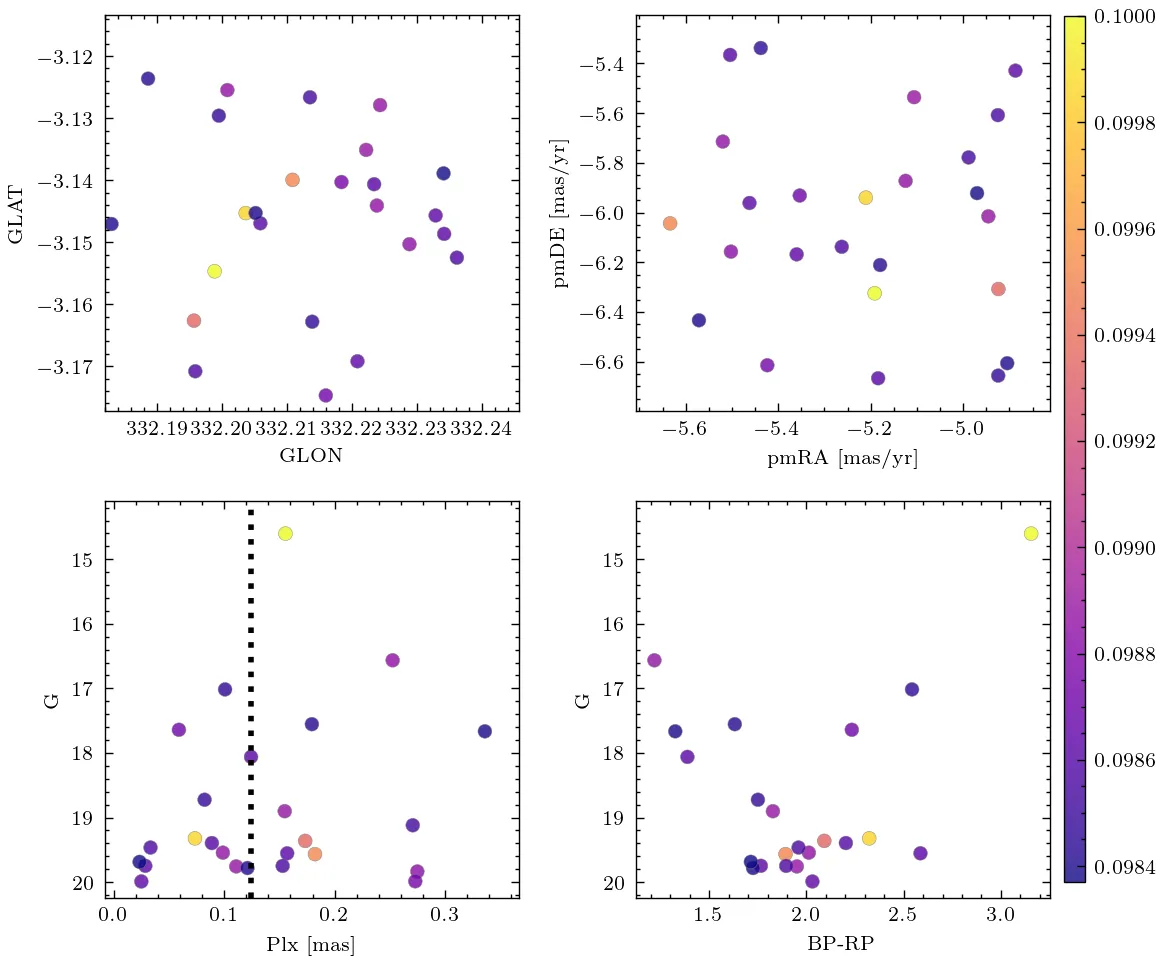 −3.12
−3.13
−3.14
−3.15
−3.16
−3.17
GLAT
332.19 332.20 332.21 332.22 332.23 332.24
GLON
−5.4
−5.6
−5.8
−6.0
−6.2
−6.4
−6.6
pmDE [mas/yr]
−5.6 −5.4 −5.2 −5.0
pmRA [mas/yr]
0.1000
0.0998
0.0996
0.0994
0.0992
0.0990
0.0988
0.0986
0.0984
15
16
17
18
19
20
G
0.0 0.1 0.2 0.3
Plx [mas]
15
16
17
18
19
20
G
1.5 2.0 2.5 3.0
BP-RP